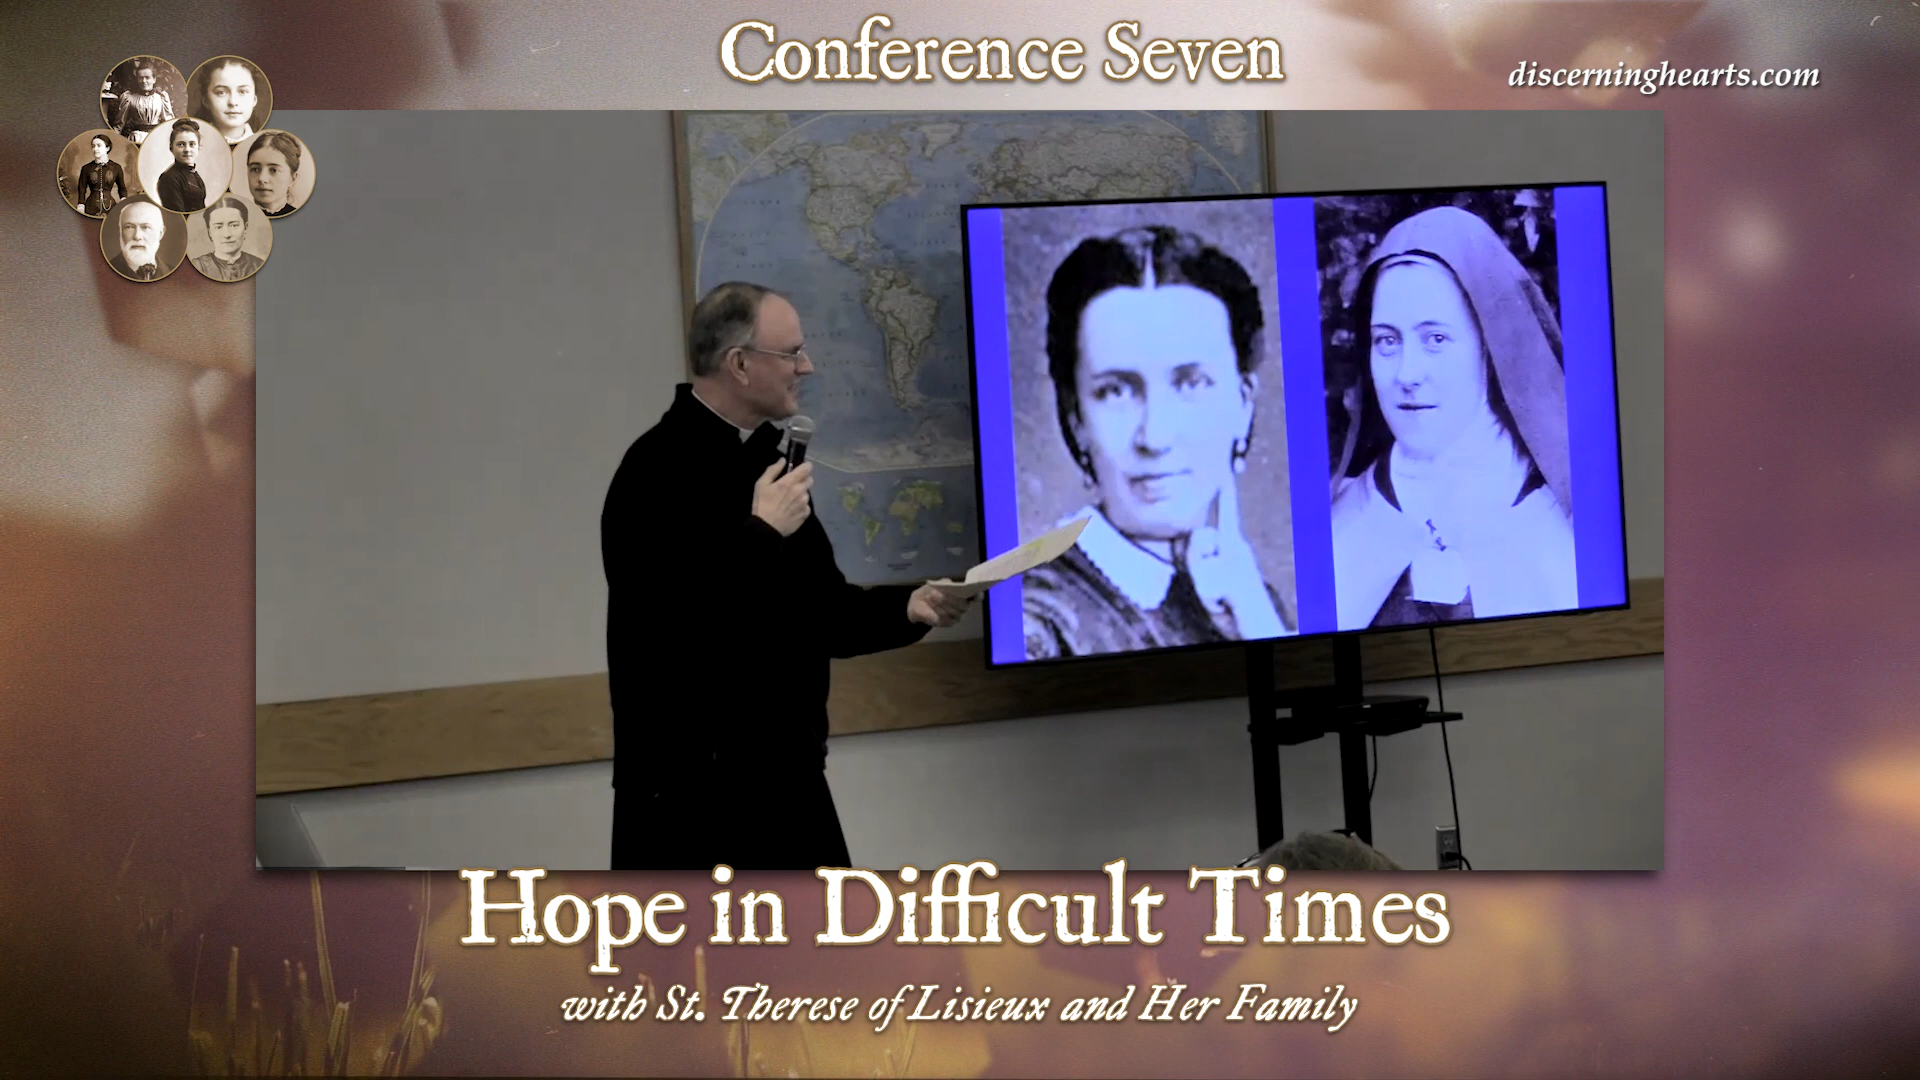 Conference Seven
discerninghearts.com
Hope in Difficult Times
with St. Therese of Lisieux and Her Family